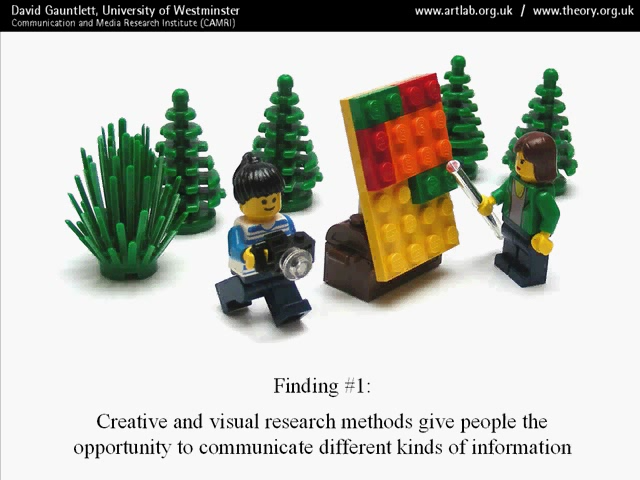 David Gauntlett, University of Westminster
Communication and Media Research Institute (CAMRI)
www.artlab.org.uk / www.theory.org.uk
Finding #1:
Creative and visual research methods give people the
opportunity to communicate different kinds of information